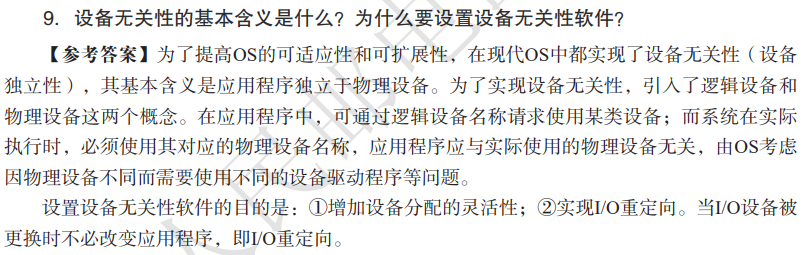 9. 设备无关性的基本含义是什么？为什么要设置设备无关性软件？
【参考答案】为了提高OS的可适应性和可扩展性，在现代OS中都实现了设备无关性（设备
独立性），其基本含义是应用程序独立于物理设备。为了实现设备无关性，引入了逻辑设备和
物理设备这两个概念。在应用程序中，可通过逻辑设备名称请求使用某类设备；而系统在实际
执行时，必须使用其对应的物理设备名称，应用程序应与实际使用的物理设备无关，由OS考虑
因物理设备不同而需要使用不同的设备驱动程序等问题。
设置设备无关性软件的目的是：①增加设备分配的灵活性；②实现I/O重定向。当I/O设备被
更换时不必改变应用程序，即I/O重定向。
人民邮电